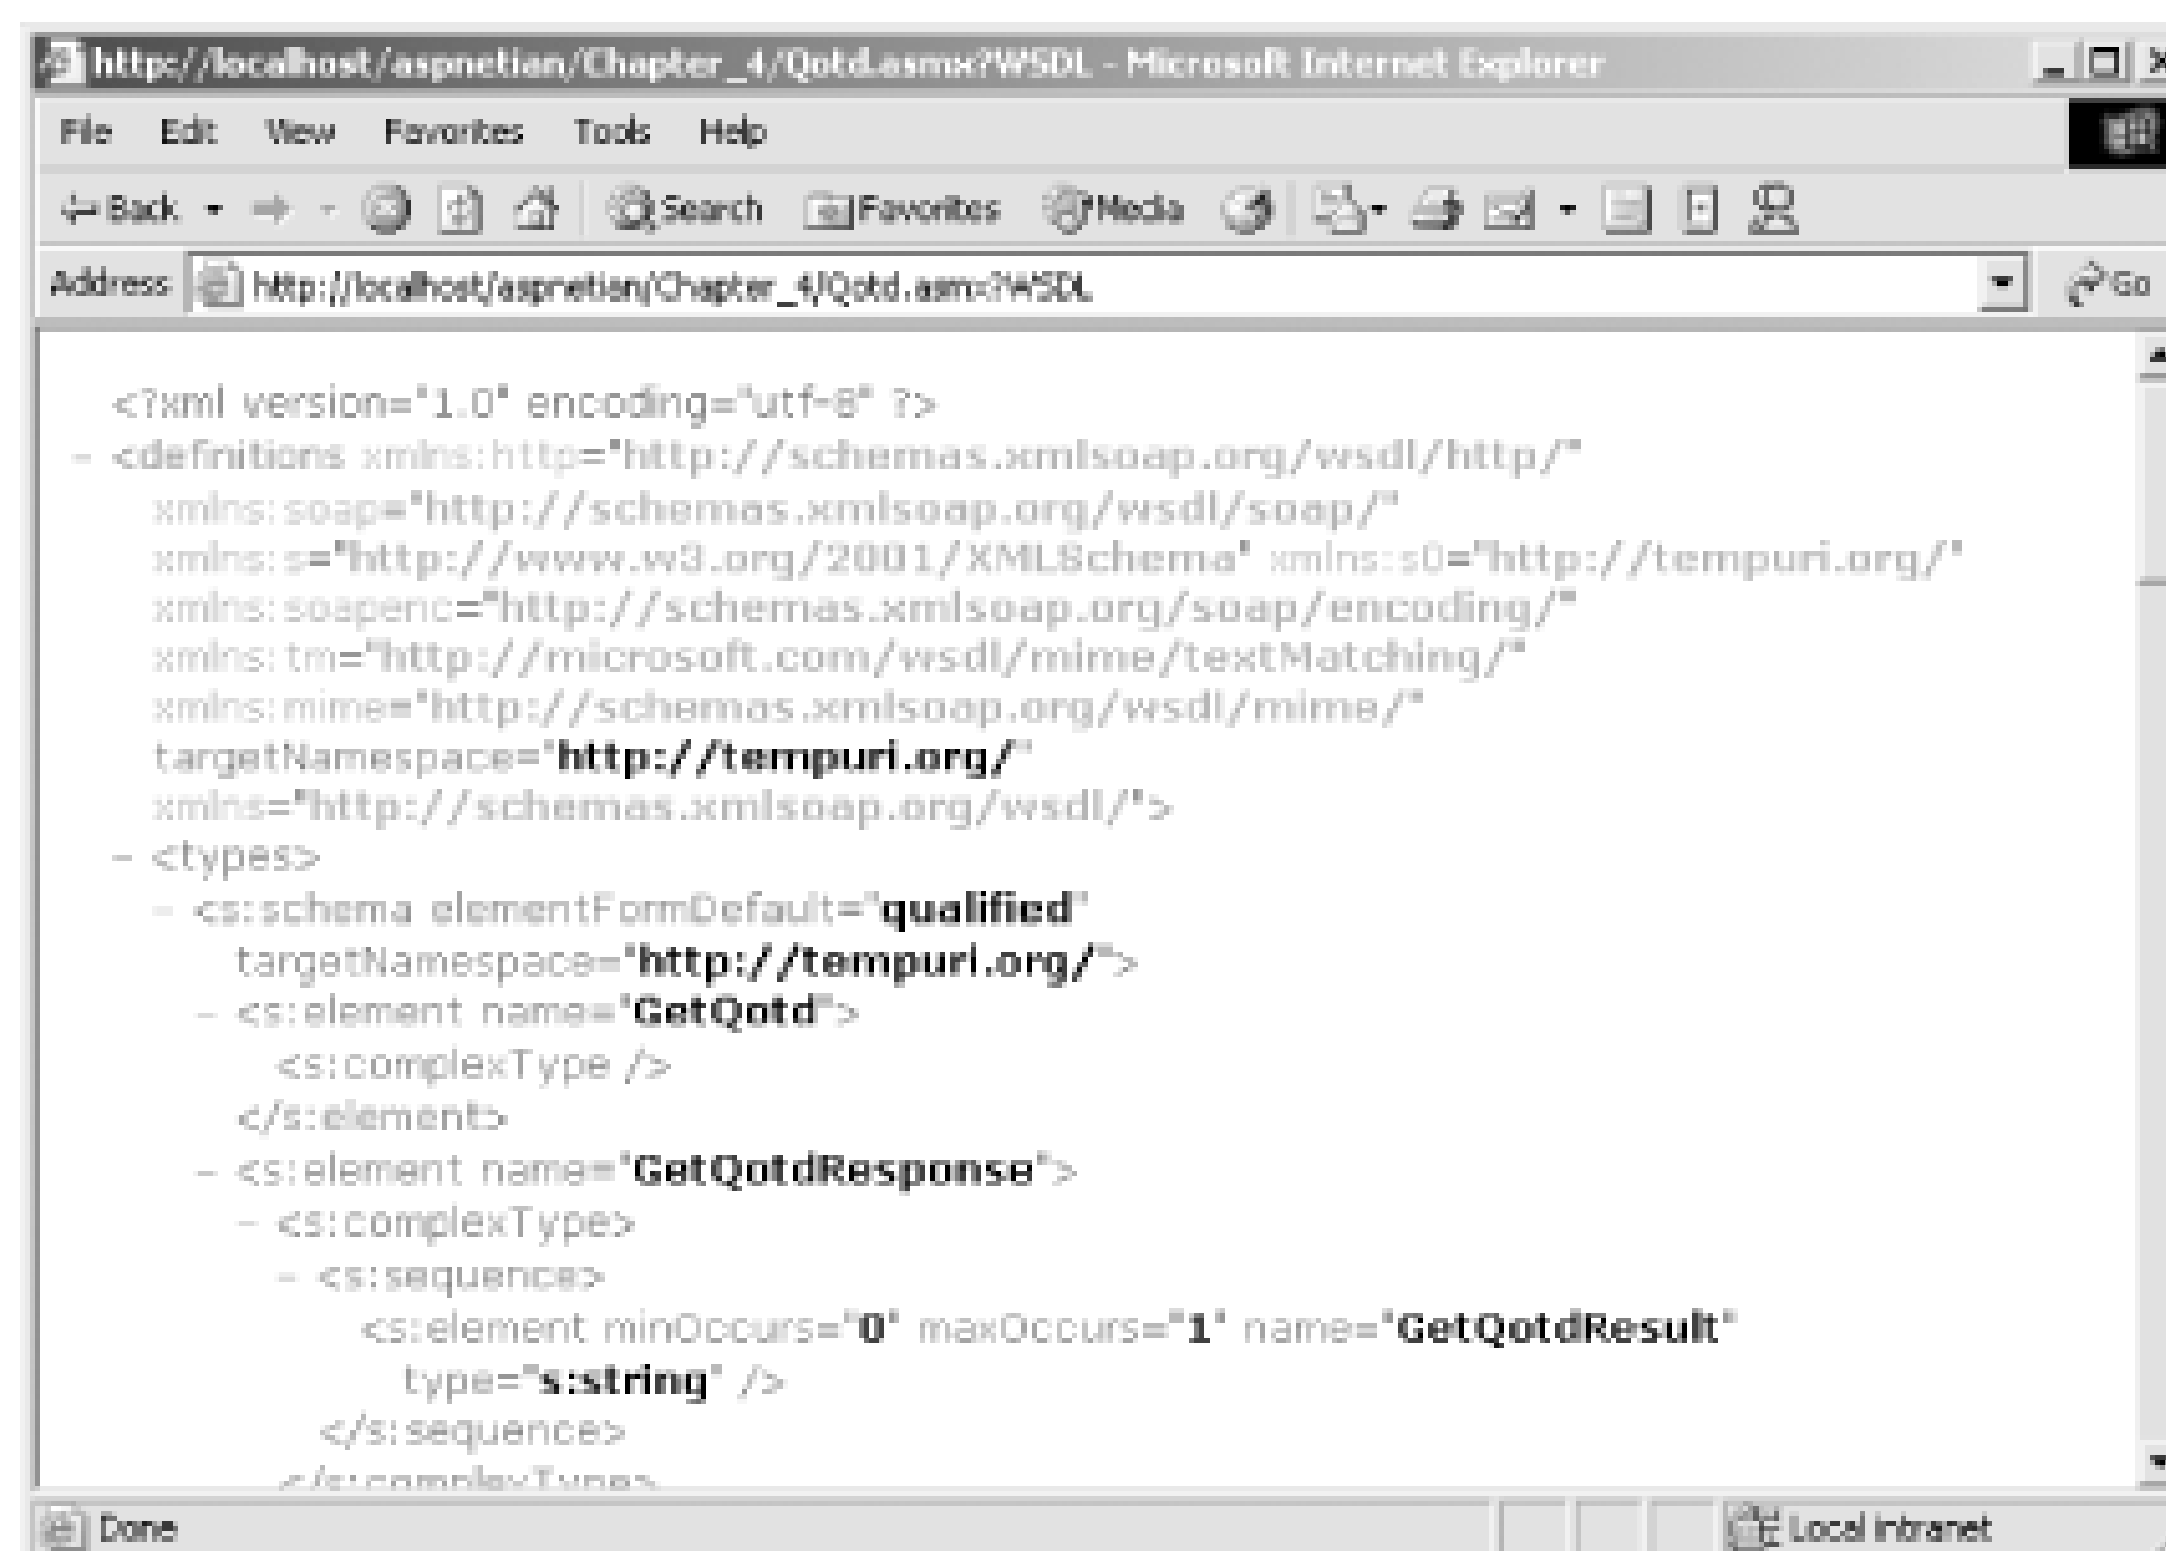 http://localhost/aspnetian/Chapter_4/Qotd.asmx?WSDL - Microsoft Internet Explorer
File Edit View Favorites Tools Help
Back Search Favorites Media
Address http://localhost/aspnetian/Chapter_4/Qotd.asmx?WSDL Go
<?xml version="1.0" encoding="utf-8" ?>
- <definitions xmlns:http="http://schemas.xmlsoap.org/wsdl/http/"
xmlns:soap="http://schemas.xmlsoap.org/wsdl/soap/"
xmlns:s="http://www.w3.org/2001/XMLSchema" xmlns:s0="http://tempuri.org/"
xmlns:soapenc="http://schemas.xmlsoap.org/soap/encoding/"
xmlns:tm="http://microsoft.com/wsdl/mime/textMatching/"
xmlns:mime="http://schemas.xmlsoap.org/wsdl/mime/"
targetNamespace="http://tempuri.org/"
xmlns="http://schemas.xmlsoap.org/wsdl/">
- <types>
- <s:schema elementFormDefault="qualified"
targetNamespace="http://tempuri.org/">
- <s:element name="GetQotd">
<s:complexType />
</s:element>
- <s:element name="GetQotdResponse">
- <s:complexType>
- <s:sequence>
<s:element minOccurs="0" maxOccurs="1" name="GetQotdResult"
type="s:string" />
</s:sequence>
</s:complexType>
Done Local intranet